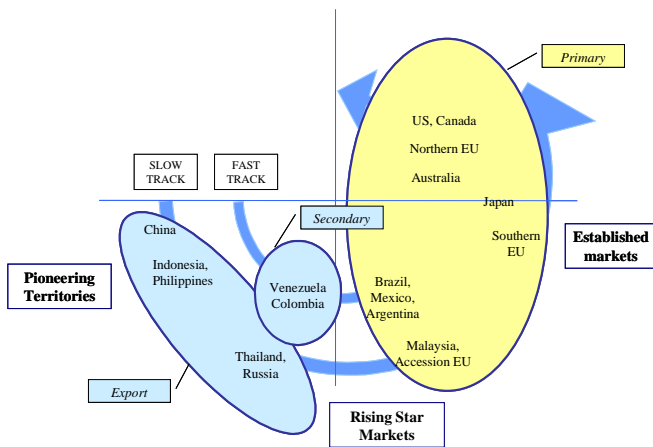 Primary
US, Canada
Northern EU
Australia
SLOW
TRACK
FAST
TRACK
Japan
Secondary
China
Southern
EU
Established
markets
Indonesia,
Philippines
Pioneering
Territories
Venezuela
Colombia
Brazil,
Mexico,
Argentina
Malaysia,
Accession EU
Thailand,
Russia
Export
Rising Star
Markets